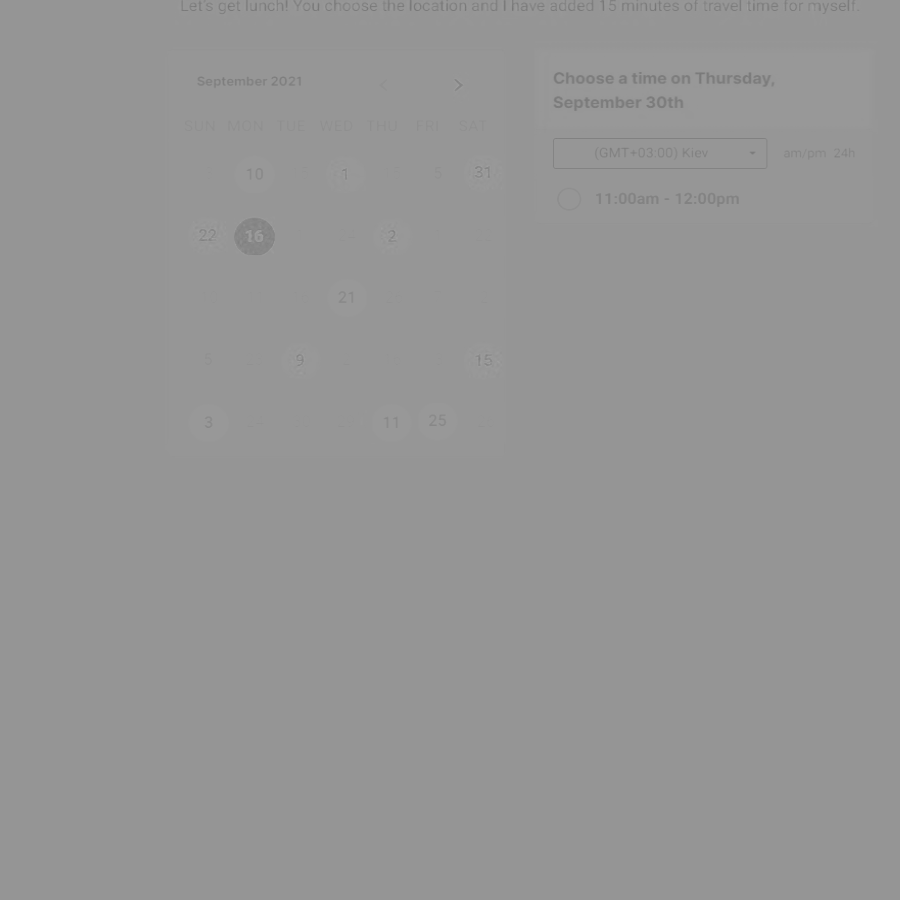 Let's get lunch! You choose the location and I have added 15 minutes of travel time for myself.
September 2021
SUN MON TUE WED THU FRI SAT
10 1 5 31
22 16 2
21
5 9 15
3 11 25
Choose a time on Thursday,
September 30th
(GMT+03:00) Kiev am/pm 24h
11:00am - 12:00pm